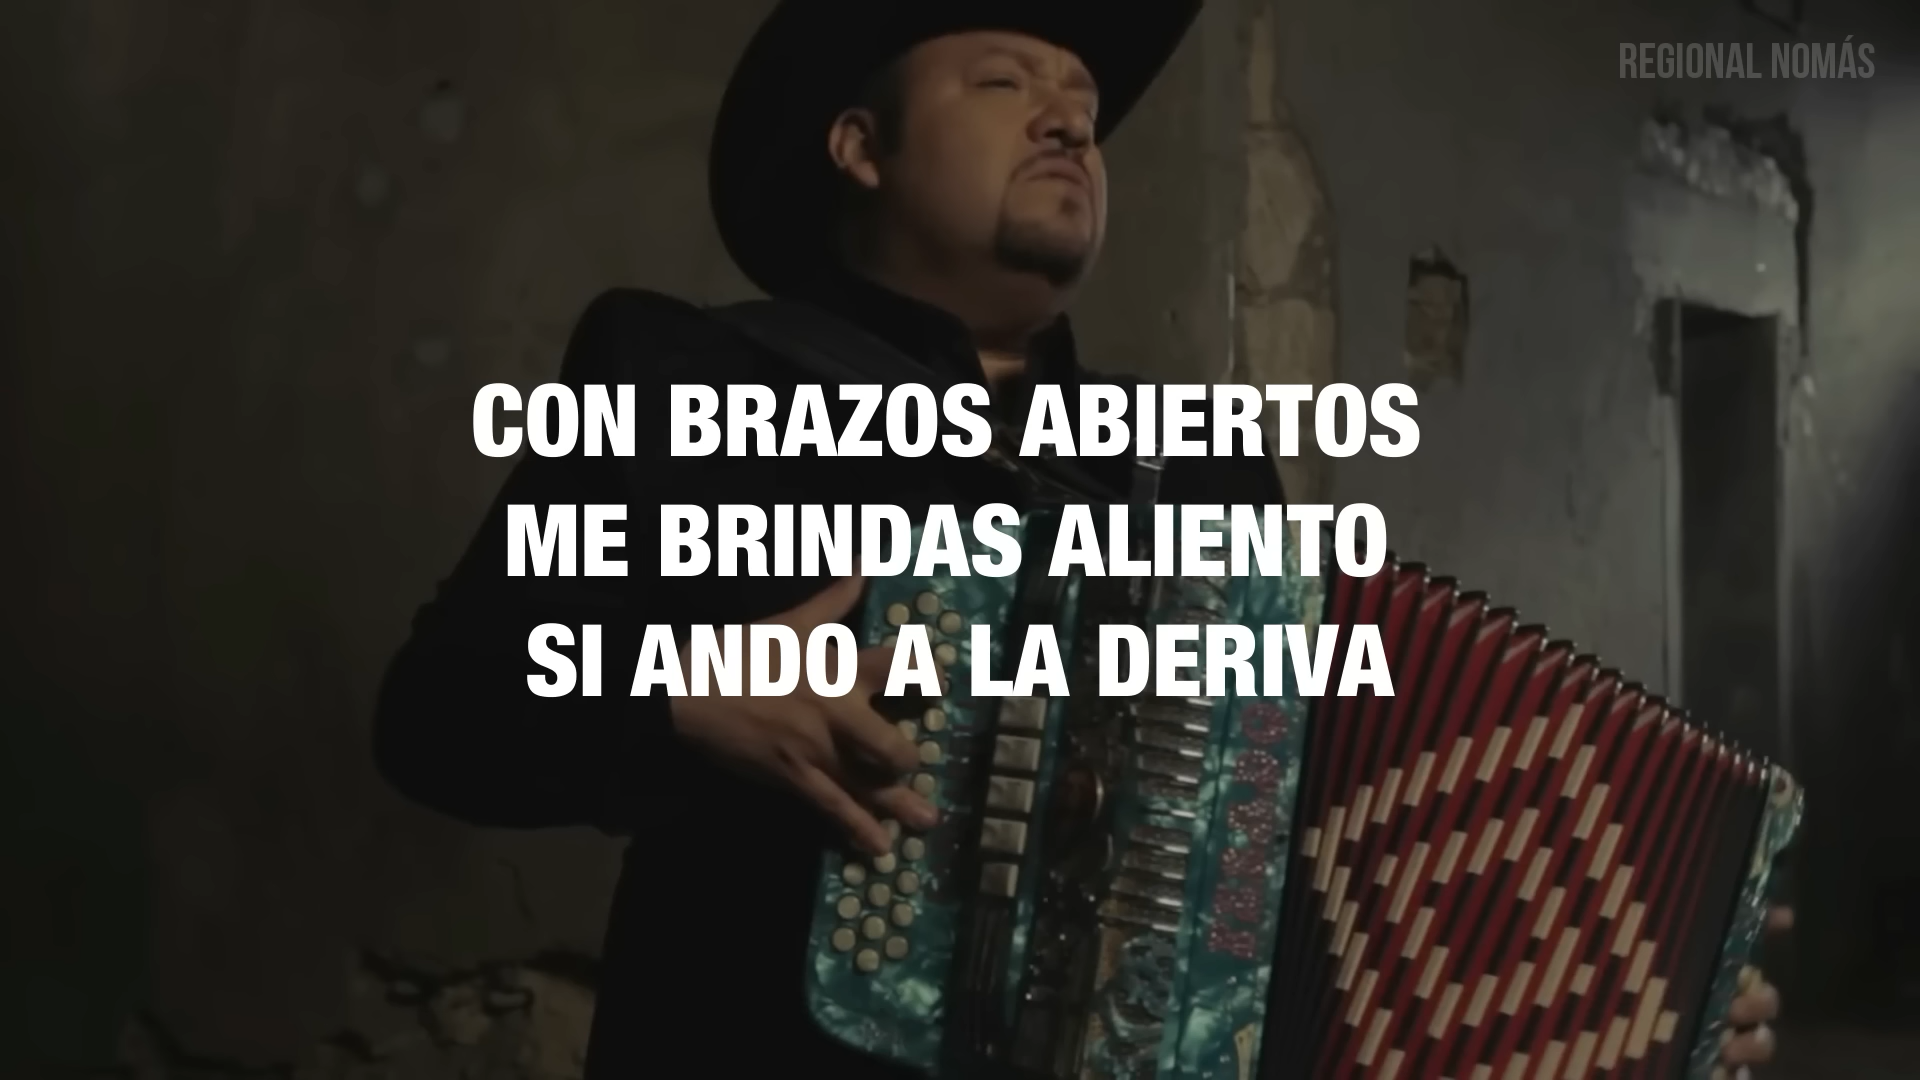 REGIONAL NOMÁS
CON BRAZOS ABIERTOS
ME BRINDAS ALIENTO
SI ANDO A LA DERIVA